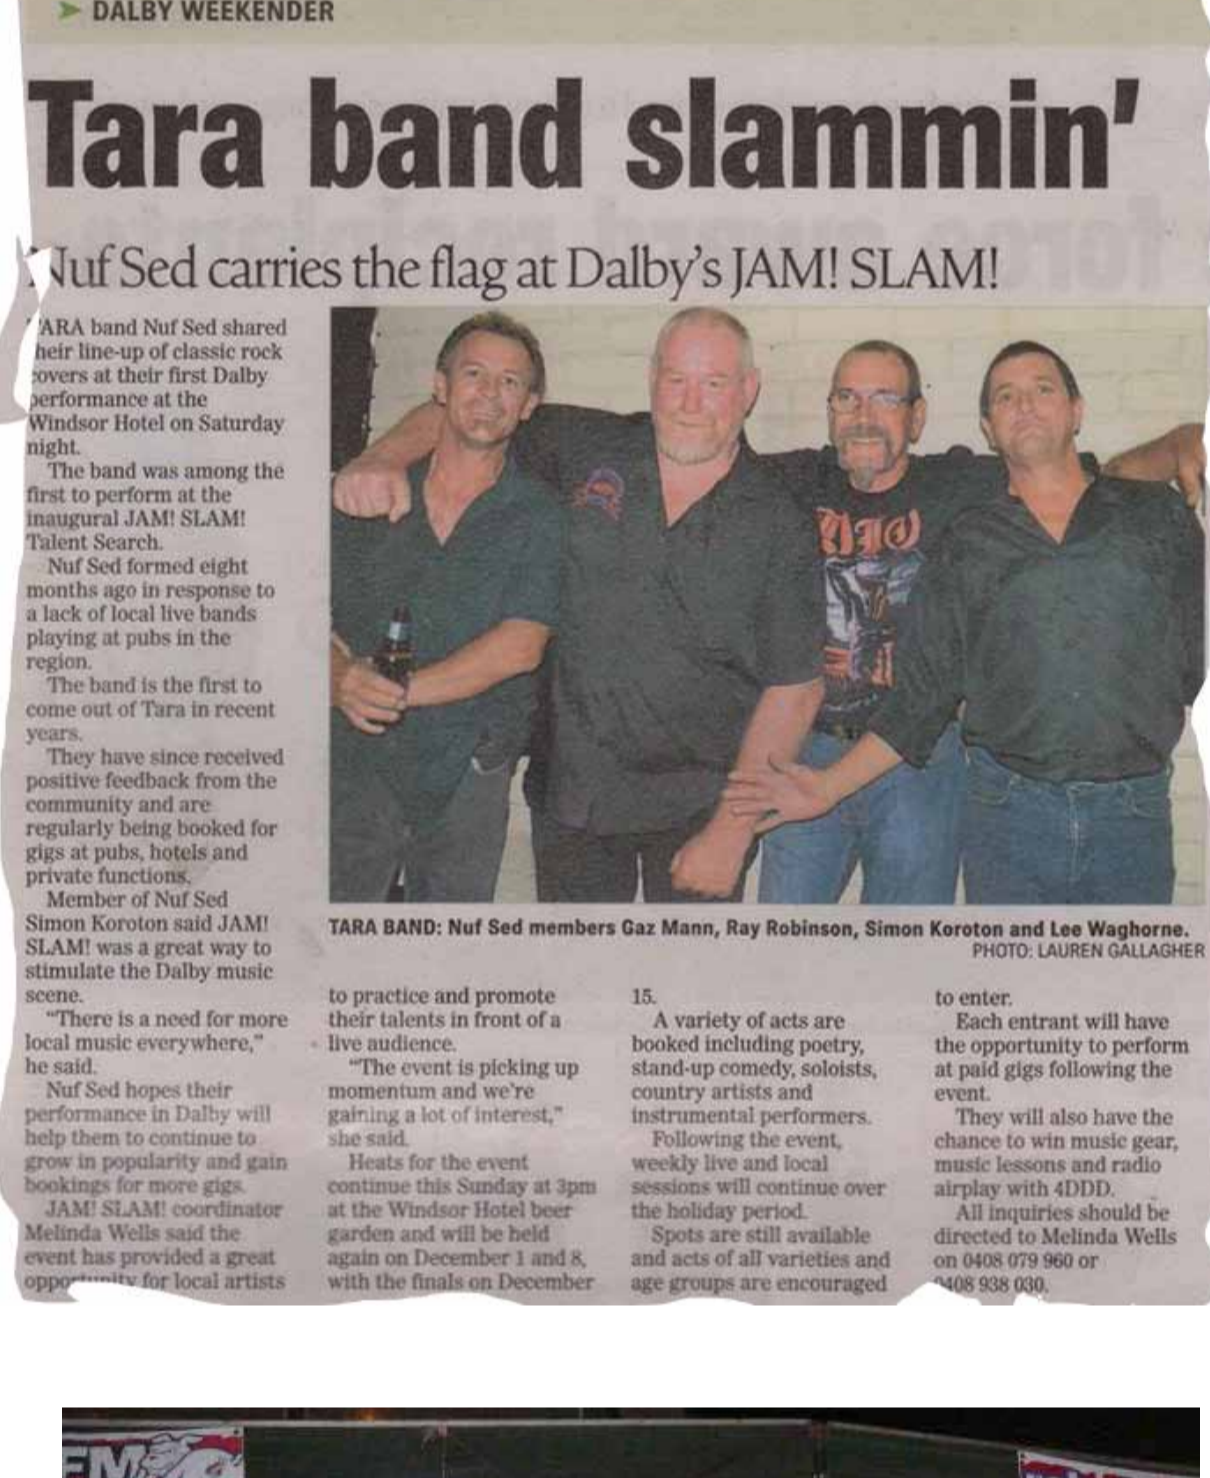 DALBY WEEKENDER
Tara band slammin'
Nuf Sed carries the flag at Dalby's JAM! SLAM!
TARA band Nuf Sed shared
their line-up of classic rock
covers at their first Dalby
performance at the
Windsor Hotel on Saturday
night.
The band was among the
first to perform at the
inaugural JAM! SLAM!
Talent Search.
Nuf Sed formed eight
months ago in response to
a lack of local live bands
playing at pubs in the
region.
The band is the first to
come out of Tara in recent
years.
They have since received
positive feedback from the
community and are
regularly being booked for
gigs at pubs, hotels and
private functions.
Member of Nuf Sed
Simon Koroton said JAM!
SLAM! was a great way to
stimulate the Dalby music
scene.
"There is a need for more
local music everywhere,"
he said.
Nuf Sed hopes their
performance in Dalby will
help them to continue to
grow in popularity and gain
bookings for more gigs.
JAM! SLAM! coordinator
Melinda Wells said the
event has provided a great
opportunity for local artists
DIO
TARA BAND: Nuf Sed members Gaz Mann, Ray Robinson, Simon Koroton and Lee Waghorne.
PHOTO: LAUREN GALLAGHER
to practice and promote
their talents in front of a
live audience.
"The event is picking up
momentum and we're
gaining a lot of interest,"
she said.
Heats for the event
continue this Sunday at 3pm
at the Windsor Hotel beer
garden and will be held
again on December 1 and 8,
with the finals on December
15.
A variety of acts are
booked including poetry,
stand-up comedy, soloists,
country artists and
instrumental performers.
Following the event,
weekly live and local
sessions will continue over
the holiday period.
Spots are still available
and acts of all varieties and
age groups are encouraged
to enter.
Each entrant will have
the opportunity to perform
at paid gigs following the
event.
They will also have the
chance to win music gear,
music lessons and radio
airplay with 4DDD.
All inquiries should be
directed to Melinda Wells
on 0408 079 960 or
0408 938 030.
FM